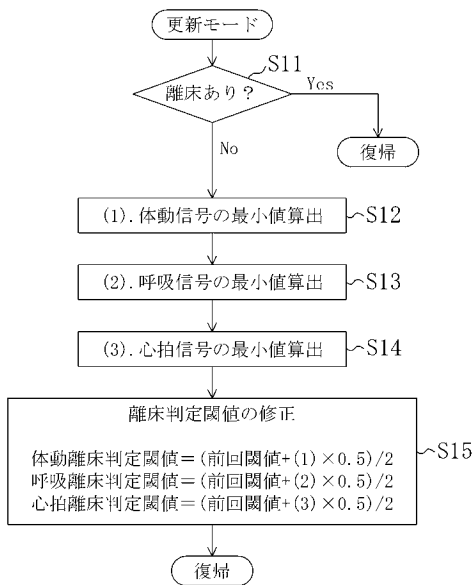 更新モード
S11
離床あり?
Yes
復帰
No
(1).体動信号の最小値算出
S12
(2).呼吸信号の最小値算出
S13
(3).心拍信号の最小値算出
S14
離床判定閾値の修正
体動離床判定閾値=(前回閾値+(1)×0.5)/2
呼吸離床判定閾値=(前回閾値+(2)×0.5)/2
心拍離床判定閾値=(前回閾値+(3)×0.5)/2
S15
復帰